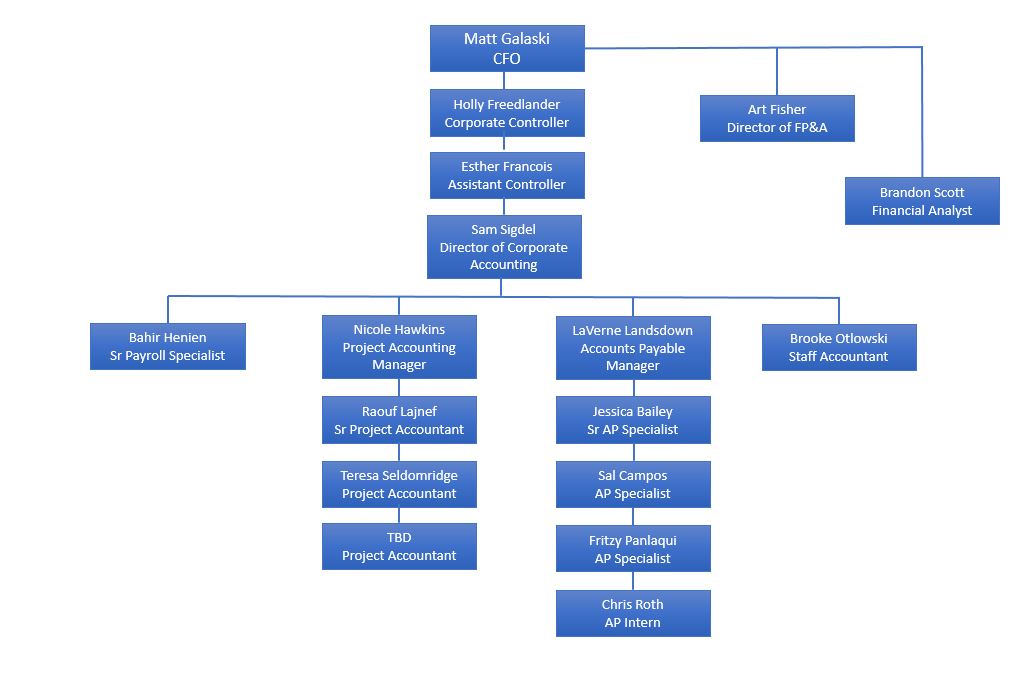 Matt Galaski
CFO
Holly Freedlander
Corporate Controller
Art Fisher
Director of FP&A
Esther Francois
Assistant Controller
Brandon Scott
Financial Analyst
Sam Sigdel
Director of Corporate
Accounting
Bahir Henien
Sr Payroll Specialist
Nicole Hawkins
Project Accounting
Manager
LaVerne Landsdown
Accounts Payable
Manager
Brooke Otlowski
Staff Accountant
Raouf Lajnef
Sr Project Accountant
Jessica Bailey
Sr AP Specialist
Teresa Seldomridge
Project Accountant
Sal Campos
AP Specialist
TBD
Project Accountant
Fritzy Panlaqui
AP Specialist
Chris Roth
AP Intern